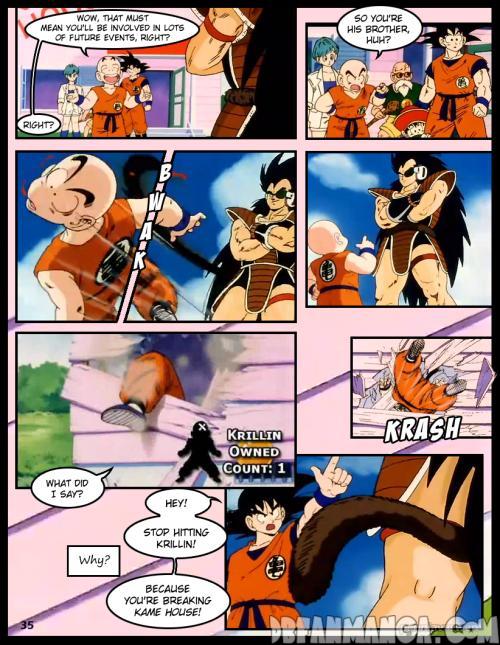 SO YOU'RE
HIS BROTHER,
HUH?
WOW, THAT MUST
MEAN YOU'LL BE INVOLVED IN LOTS
OF FUTURE EVENTS, RIGHT?
RIGHT?
BWAK
KRASH
KRILLIN
OWNED
COUNT: 1
WHAT DID
I SAY?
HEY!
STOP HITTING
KRILLIN!
Why?
BECAUSE
YOU'RE BREAKING
KAME HOUSE!
35
DBFANMANGA.COM